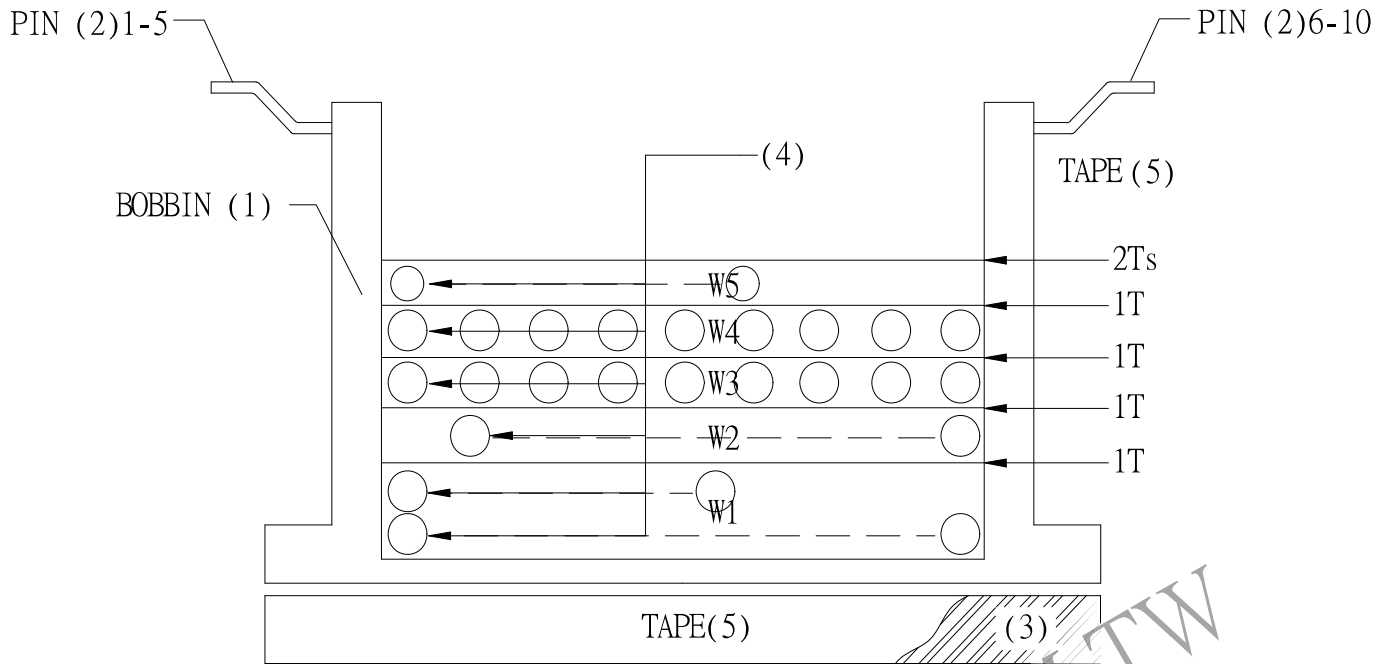 PIN (2)1-5
PIN (2)6-10
(4)
TAPE(5)
BOBBIN (1)
2Ts
W5
1T
W4
1T
W3
1T
W2
1T
W1
TAPE(5)
(3)